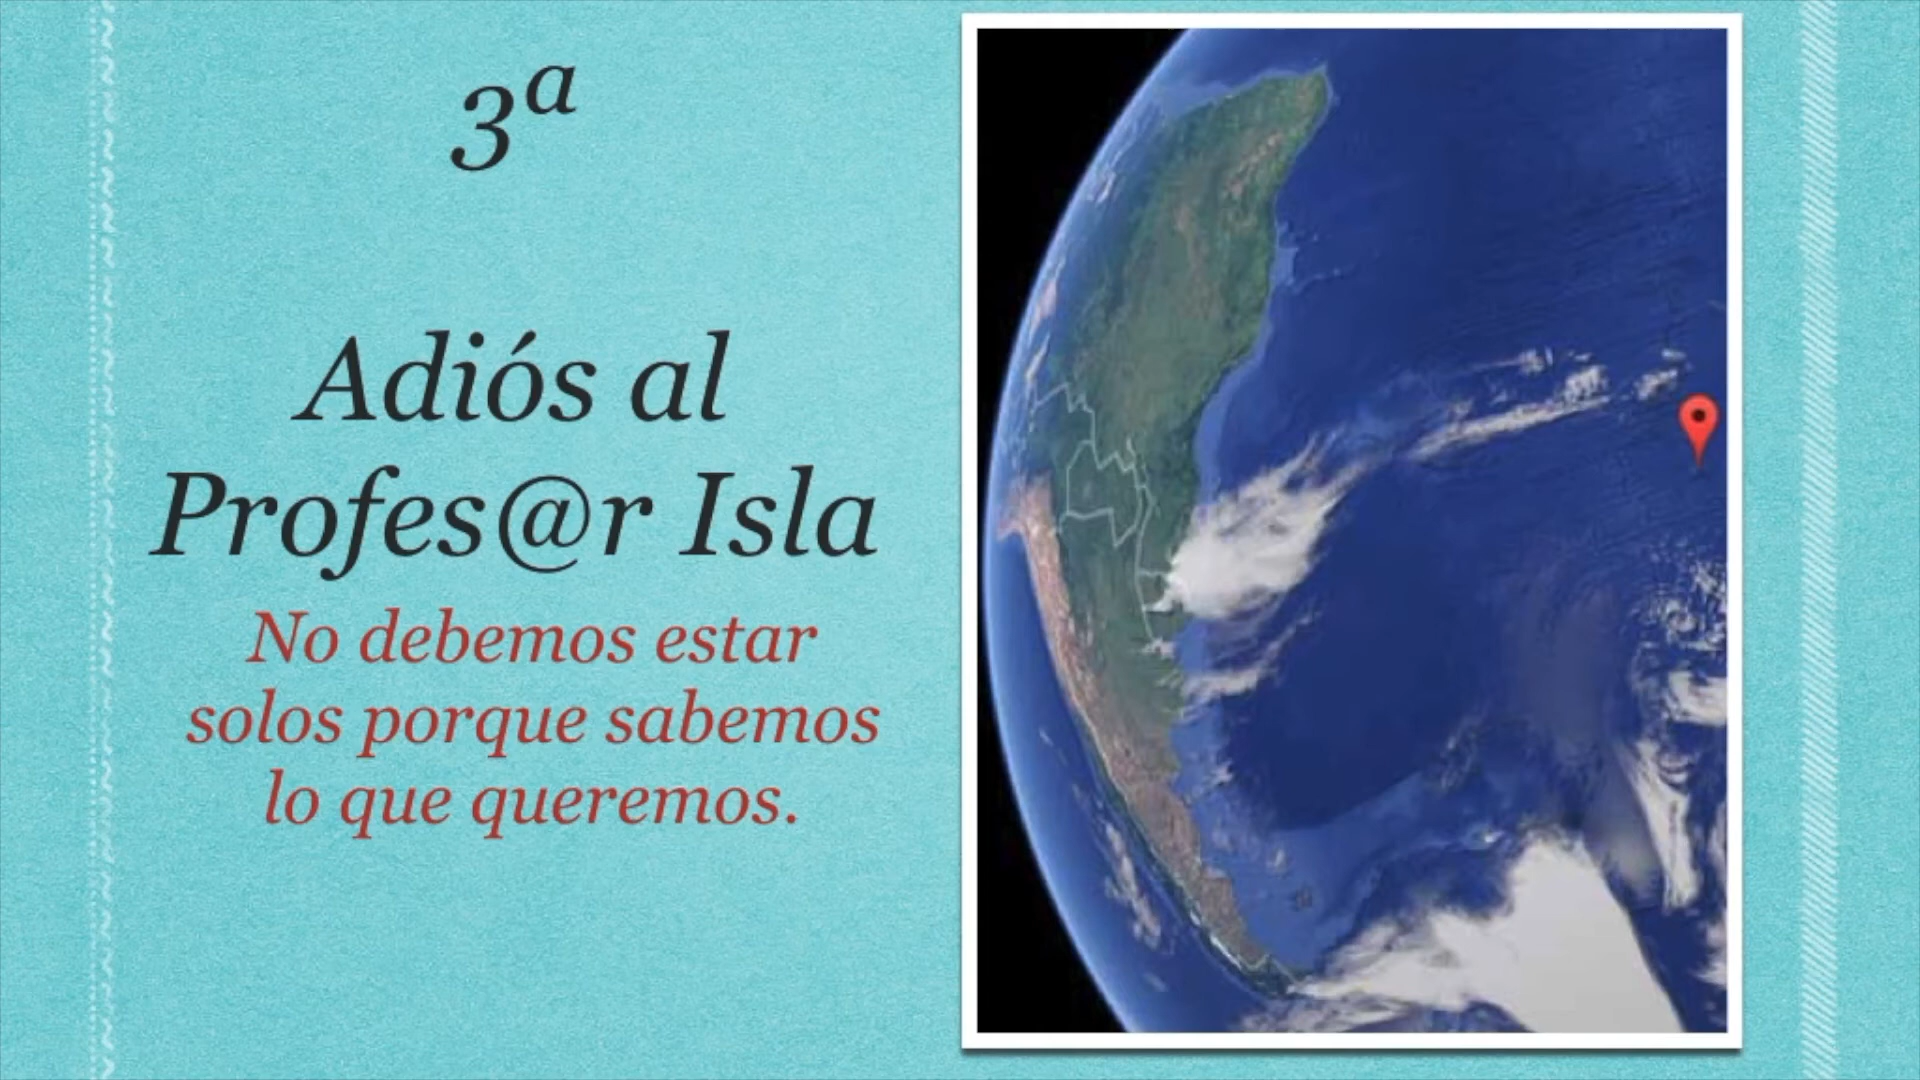 3ª
Adiós al
Profes@r Isla
No debemos estar
solos porque sabemos
lo que queremos.